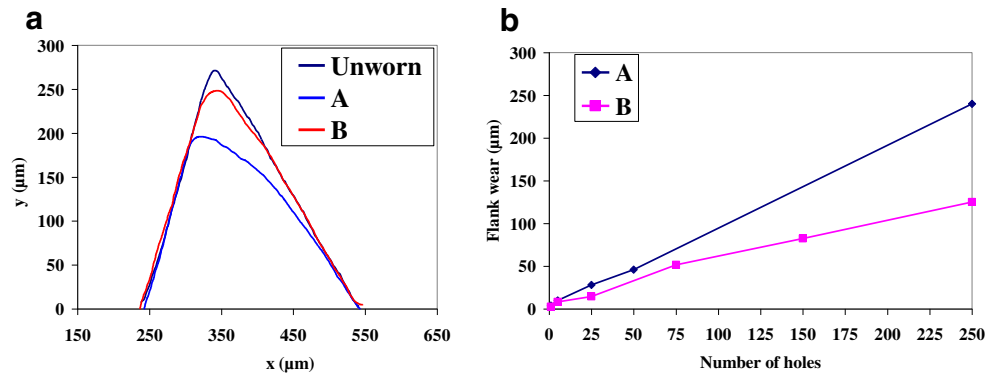 a
300
250
200
150
100
50
0
y (µm)
150 250 350 450 550 650
x (µm)
Unworn
A
B
b
300
250
200
150
100
50
0
Flank wear (µm)
0 25 50 75 100 125 150 175 200 225 250
Number of holes
A
B